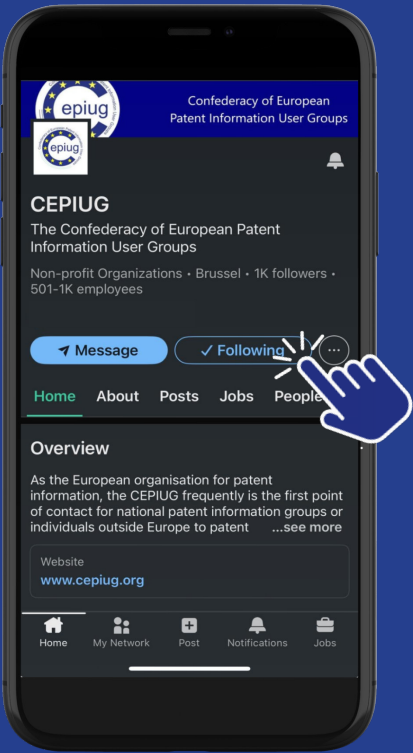 epiug
Confederacy of European
Patent Information User Groups
epiug
CEPIUG
The Confederacy of European Patent
Information User Groups
Non-profit Organizations • Brussel • 1K followers •
501-1K employees
Message
✓ Following
Home About Posts Jobs People
Overview
As the European organisation for patent
information, the CEPIUG frequently is the first point
of contact for national patent information groups or
individuals outside Europe to patent ...see more
Website
www.cepiug.org
Home My Network Post Notifications Jobs